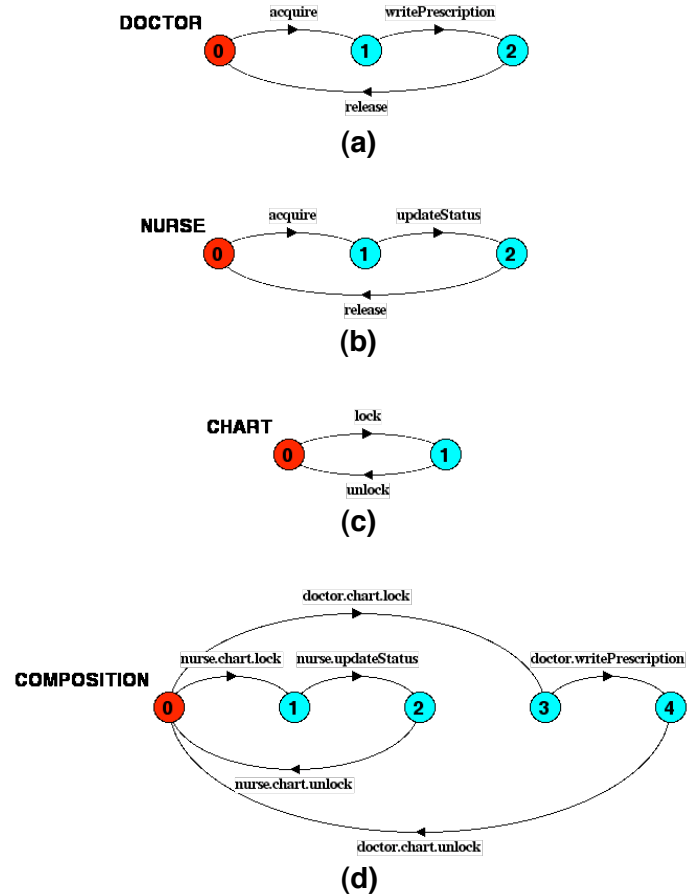 acquire
writePrescription
DOCTOR
0
1
2
release
(a)
acquire
updateStatus
NURSE
0
1
2
release
(b)
lock
CHART
0
1
unlock
(c)
doctor.chart.lock
nurse.chart.lock
nurse.updateStatus
doctor.writePrescription
COMPOSITION
0
1
2
3
4
nurse.chart.unlock
doctor.chart.unlock
(d)